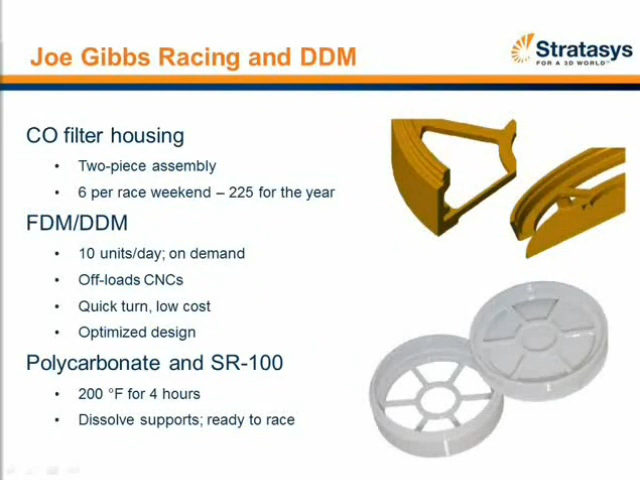 Joe Gibbs Racing and DDM
Stratasys
FOR A 3D WORLD™
CO filter housing
• Two-piece assembly
• 6 per race weekend – 225 for the year
FDM/DDM
• 10 units/day; on demand
• Off-loads CNCs
• Quick turn, low cost
• Optimized design
Polycarbonate and SR-100
• 200 °F for 4 hours
• Dissolve supports; ready to race